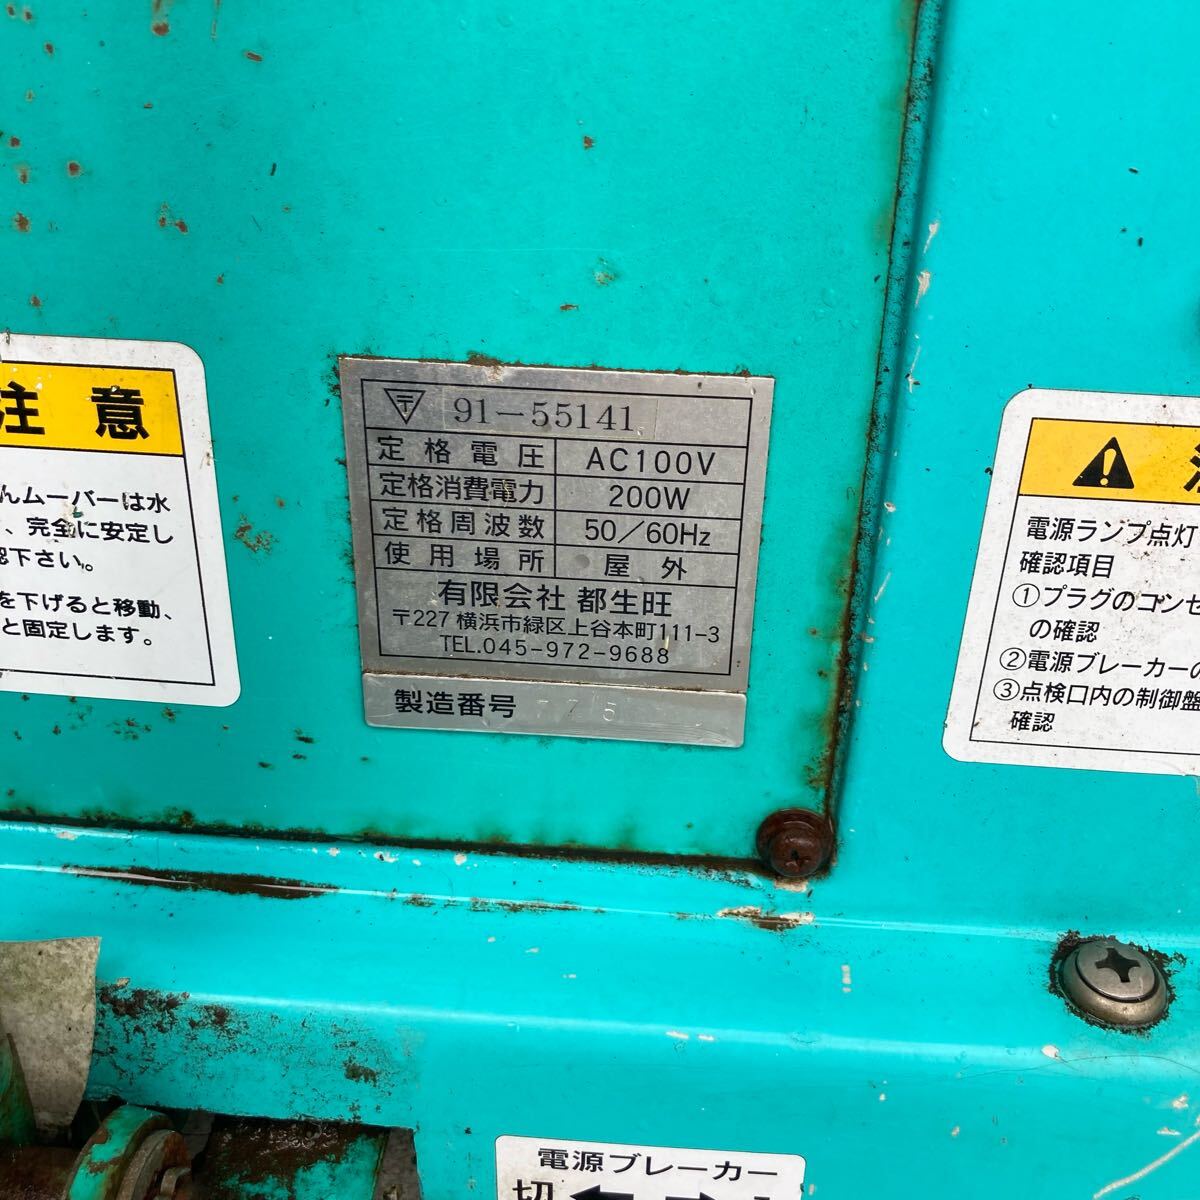 注意
んムーバーは水
、完全に安定し
認下さい。
を下げると移動、
と固定します。
〒 91-55141
定格電圧 AC100V
定格消費電力 200W
定格周波数 50/60Hz
使用場所 屋外
有限会社 都生旺
〒227 横浜市緑区上谷本町111-3
TEL.045-972-9688
製造番号 775
電源ランプ点灯
確認項目
①プラグのコンセ
の確認
②電源ブレーカーの
③点検口内の制御盤
確認
電源ブレーカー
切